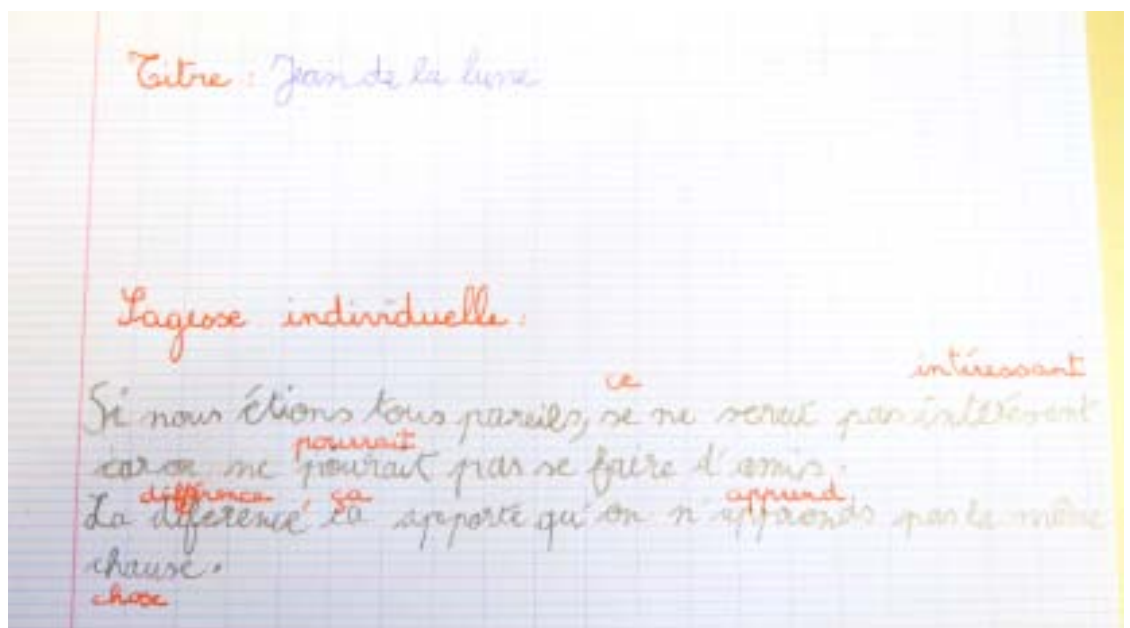 Titre : Jean de la lune
Sagesse individuelle :
ce intéressant
Si nous étions tous pareils, se ne serait pas intéresent
pourrait
car on ne pourait pas se faire d'amis.
différence, ça apprend
La diference ça apporte qu'on n'apprends pas la même
chause.
chose